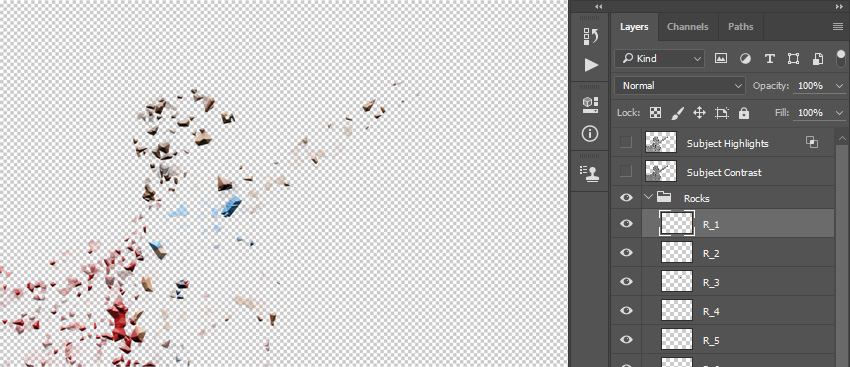 Layers Channels Paths
Kind
Normal Opacity: 100%
Lock: Fill: 100%
Subject Highlights
Subject Contrast
Rocks
R_1
R_2
R_3
R_4
R_5